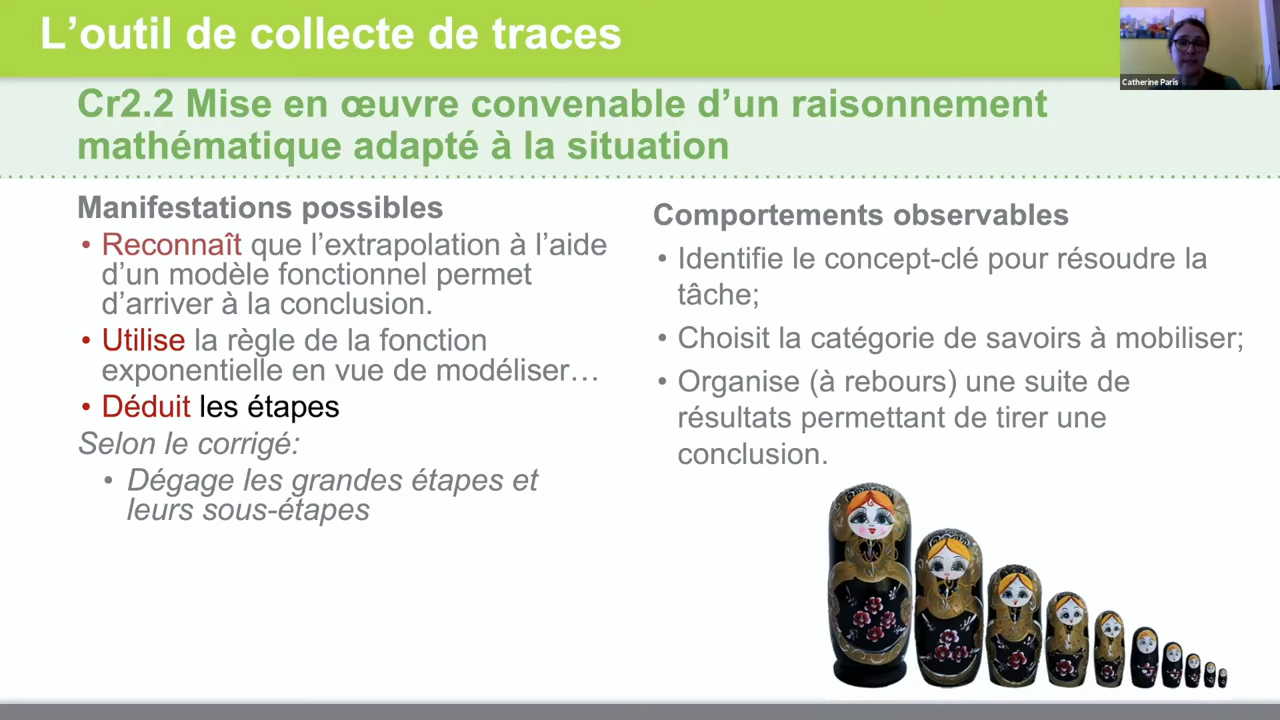 L’outil de collecte de traces
Catherine Paris
Cr2.2 Mise en œuvre convenable d’un raisonnement
mathématique adapté à la situation
Manifestations possibles
• Reconnaît que l’extrapolation à l’aide
d’un modèle fonctionnel permet
d’arriver à la conclusion.
• Utilise la règle de la fonction
exponentielle en vue de modéliser…
• Déduit les étapes
Selon le corrigé:
• Dégage les grandes étapes et
leurs sous-étapes
Comportements observables
• Identifie le concept-clé pour résoudre la
tâche;
• Choisit la catégorie de savoirs à mobiliser;
• Organise (à rebours) une suite de
résultats permettant de tirer une
conclusion.